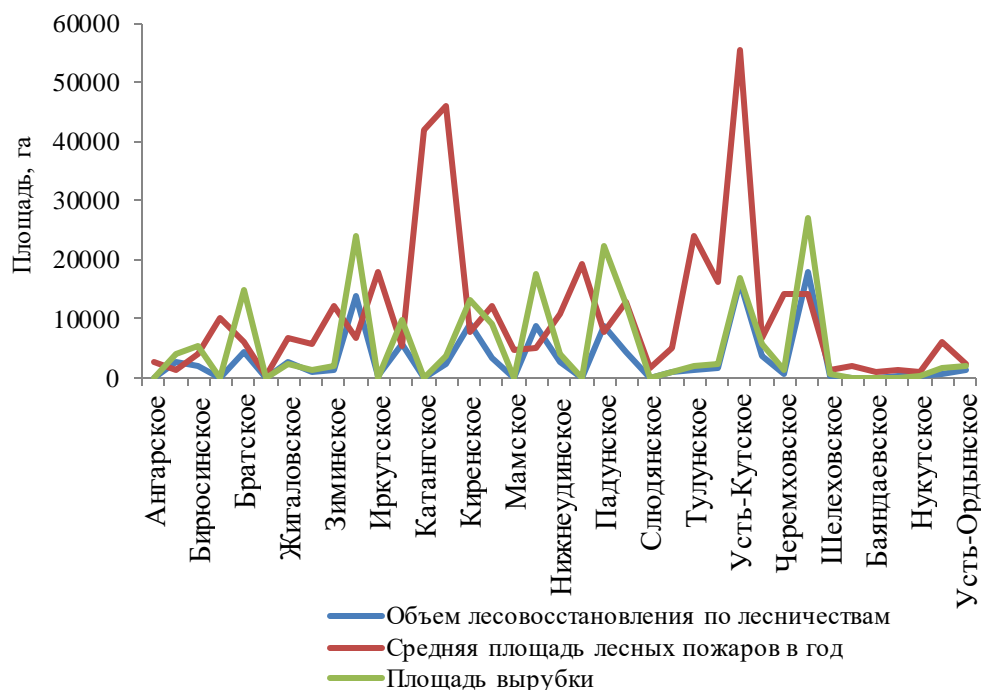 Площадь, га
60000
50000
40000
30000
20000
10000
0
Ангарское
Бирюсинское
Братское
Жигаловское
Зиминское
Иркутское
Катангское
Киренское
Мамское
Нижнеудинское
Падунское
Слюдянское
Тулунское
Усть-Кутское
Черемховское
Шелеховское
Баяндаевское
Нукутское
Усть-Ордынское
Объем лесовосстановления по лесничествам
Средняя площадь лесных пожаров в год
Площадь вырубки